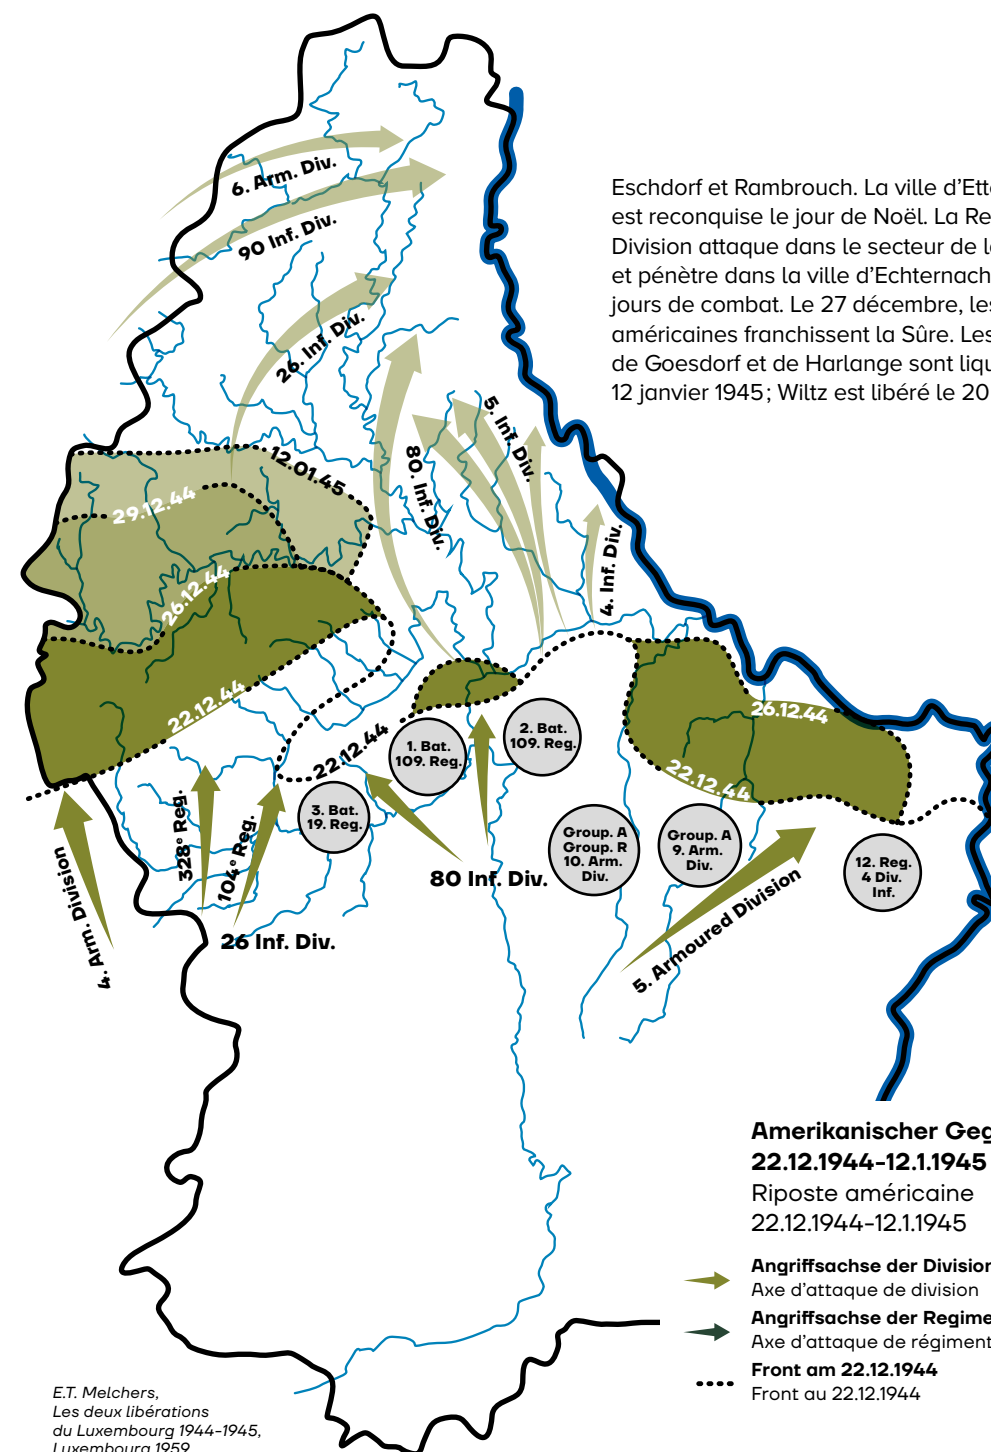 6. Arm. Div.
90 Inf. Div.
26. Inf. Div.
Eschdorf et Rambrouch. La ville d'Ette
est reconquise le jour de Noël. La Re
Division attaque dans le secteur de l
et pénètre dans la ville d'Echternach
jours de combat. Le 27 décembre, les
américaines franchissent la Sûre. Les
de Goesdorf et de Harlange sont liqu
12 janvier 1945; Wiltz est libéré le 20
5. Inf. Div.
80. Inf. Div.
12.01.45
29.12.44
4. Inf. Div.
26.12.44
22.12.44
22.12.44
26.12.44
22.12.44
1. Bat.
109. Reg.
2. Bat.
109. Reg.
3. Bat.
19. Reg.
Group. A
Group. R
10. Arm.
Div.
Group. A
9. Arm.
Div.
12. Reg.
4 Div.
Inf.
4. Arm. Division
328e Reg.
104e Reg.
80 Inf. Div.
26 Inf. Div.
5. Armoured Division
Amerikanischer Geg
22.12.1944-12.1.1945
Riposte américaine
22.12.1944-12.1.1945
Angriffsachse der Division
Axe d'attaque de division
Angriffsachse der Regime
Axe d'attaque de régiment
Front am 22.12.1944
Front au 22.12.1944
E.T. Melchers,
Les deux libérations
du Luxembourg 1944-1945,
Luxembourg 1959